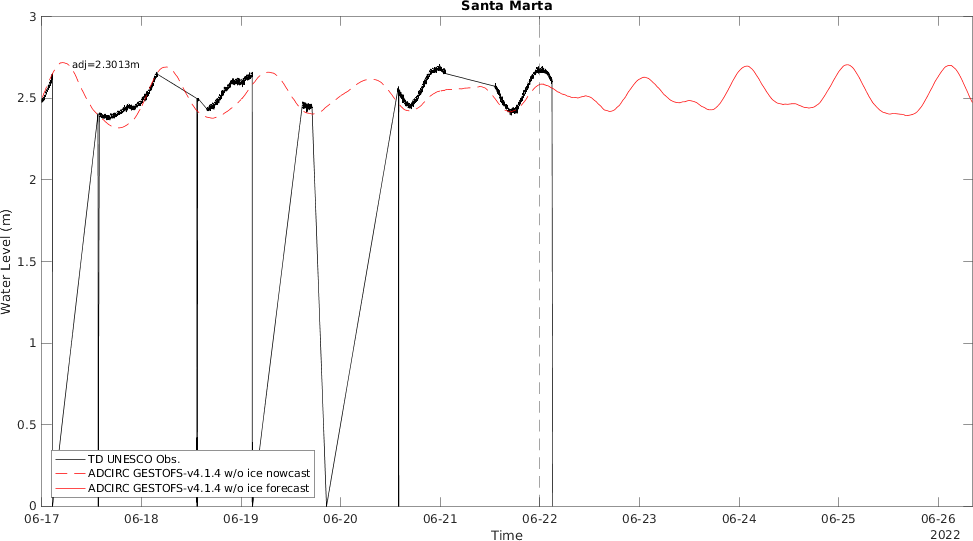 Santa Marta
3
adj=2.3013m
2.5
2
1.5
1
0.5
0
Water Level (m)
TD UNESCO Obs.
ADCIRC GESTOFS-v4.1.4 w/o ice nowcast
ADCIRC GESTOFS-v4.1.4 w/o ice forecast
06-17 06-18 06-19 06-20 06-21 06-22 06-23 06-24 06-25 06-26
Time
2022